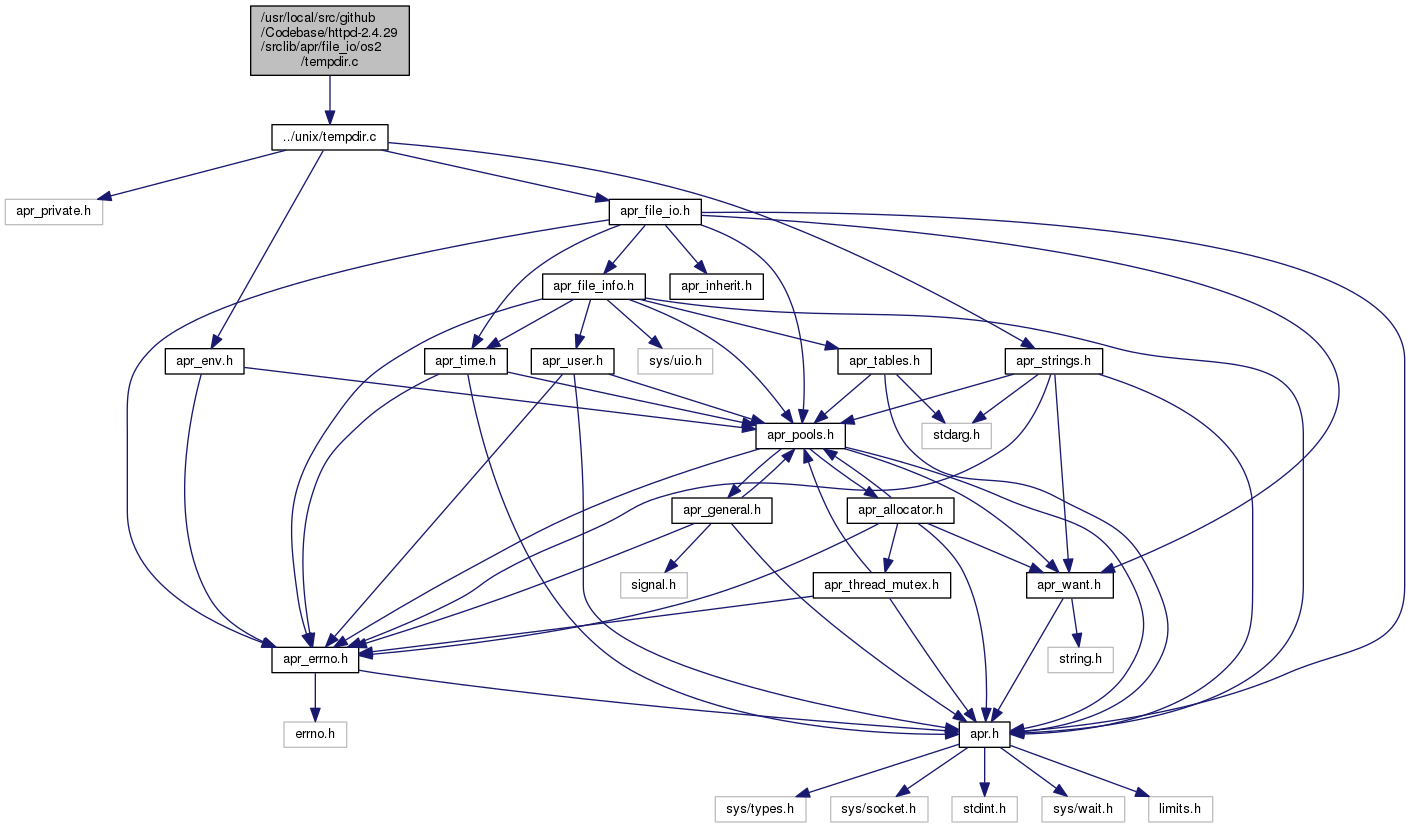 /usr/local/src/github
/Codebase/httpd-2.4.29
/srclib/apr/file_io/os2
/tempdir.c
../unix/tempdir.c
apr_private.h
apr_file_io.h
apr_file_info.h
apr_inherit.h
apr_env.h
apr_time.h
apr_user.h
sys/uio.h
apr_tables.h
apr_strings.h
apr_pools.h
stdarg.h
apr_general.h
apr_allocator.h
signal.h
apr_thread_mutex.h
apr_want.h
apr_errno.h
string.h
errno.h
apr.h
sys/types.h
sys/socket.h
stdint.h
sys/wait.h
limits.h